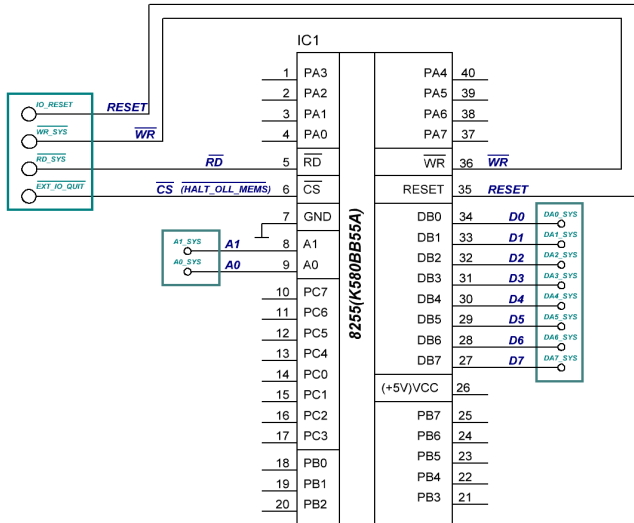 IC1
IO_RESET RESET
WR_SYS WR
RD_SYS RD
EXT_IO_QUIT CS (HALT_OLL_MEMS)
A1_SYS A1
A0_SYS A0
1 PA3
2 PA2
3 PA1
4 PA0
5 RD
6 CS
7 GND
8 A1
9 A0
10 PC7
11 PC6
12 PC5
13 PC4
14 PC0
15 PC1
16 PC2
17 PC3
18 PB0
19 PB1
20 PB2
8255(K580BB55A)
PA4 40
PA5 39
PA6 38
PA7 37
WR 36 WR
RESET 35 RESET
DB0 34 D0 DA0_SYS
DB1 33 D1 DA1_SYS
DB2 32 D2 DA2_SYS
DB3 31 D3 DA3_SYS
DB4 30 D4 DA4_SYS
DB5 29 D5 DA5_SYS
DB6 28 D6 DA6_SYS
DB7 27 D7 DA7_SYS
(+5V)VCC 26
PB7 25
PB6 24
PB5 23
PB4 22
PB3 21